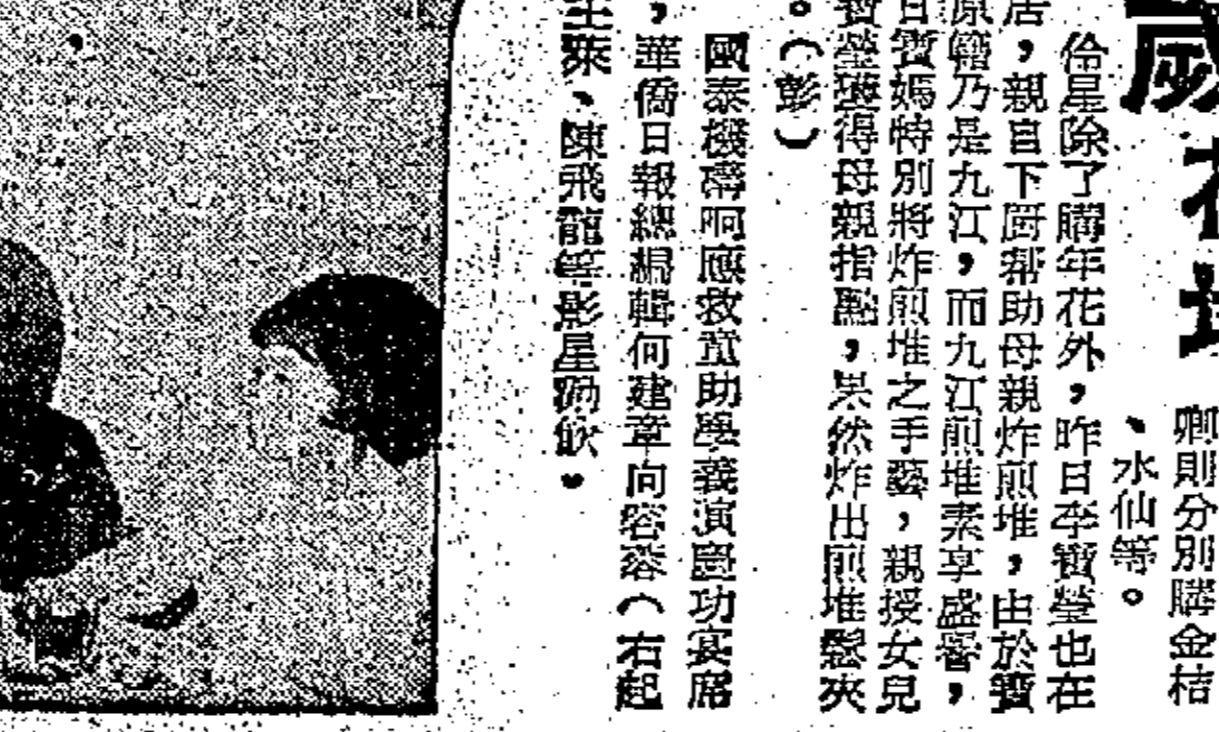 卿則分別購金桔
、水仙等。
伶星除了購年花外，昨日李寶瑩也在
居，親自下厨幫助母親炸煎堆，由於寶
原籍乃是九江，而九江煎堆素享盛譽，
日寶媽特別將炸煎堆之手藝，親授女兒
寶瑩獲得母親指點，果然炸出煎堆鬆夾
。（彭）
國泰機構响應救童助學義演慶功宴席
，華僑日報總編輯何建章向容蓉（右起
王萊、陳飛龍等影星勸飲。